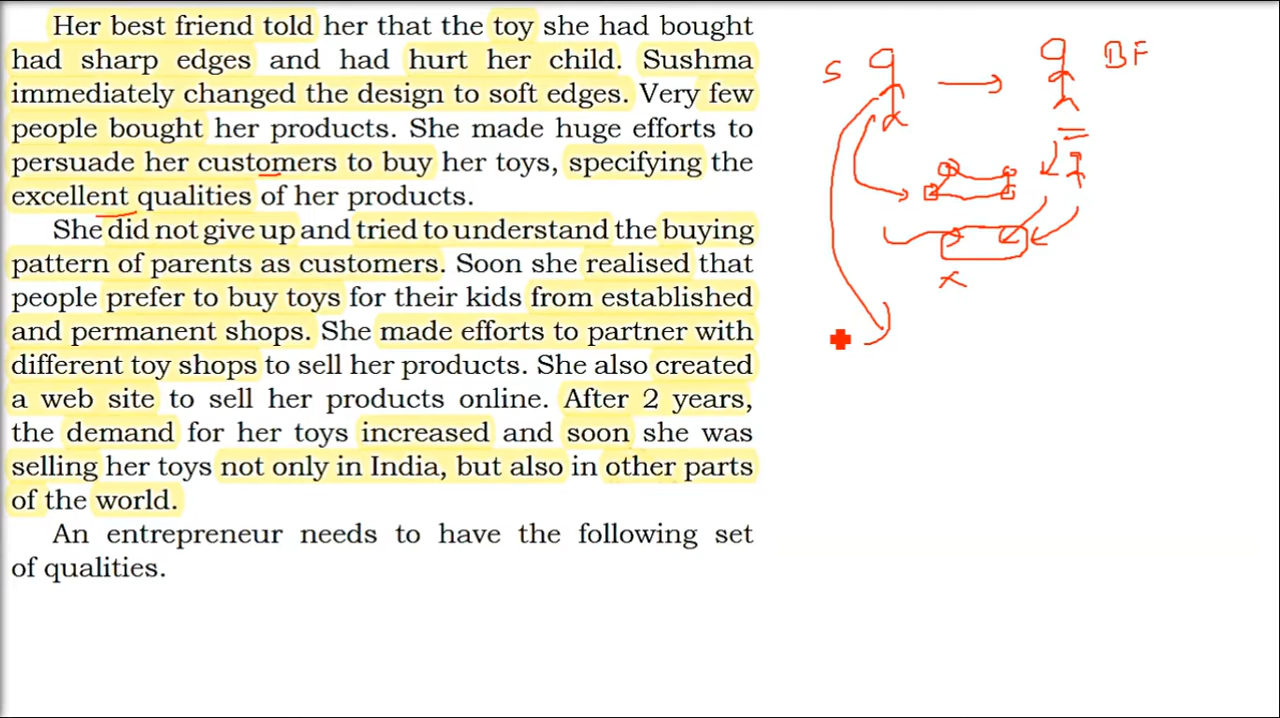 Her best friend told her that the toy she had bought
had sharp edges and had hurt her child. Sushma
immediately changed the design to soft edges. Very few
people bought her products. She made huge efforts to
persuade her customers to buy her toys, specifying the
excellent qualities of her products.
She did not give up and tried to understand the buying
pattern of parents as customers. Soon she realised that
people prefer to buy toys for their kids from established
and permanent shops. She made efforts to partner with
different toy shops to sell her products. She also created
a web site to sell her products online. After 2 years,
the demand for her toys increased and soon she was
selling her toys not only in India, but also in other parts
of the world.
An entrepreneur needs to have the following set
of qualities.
S
BF